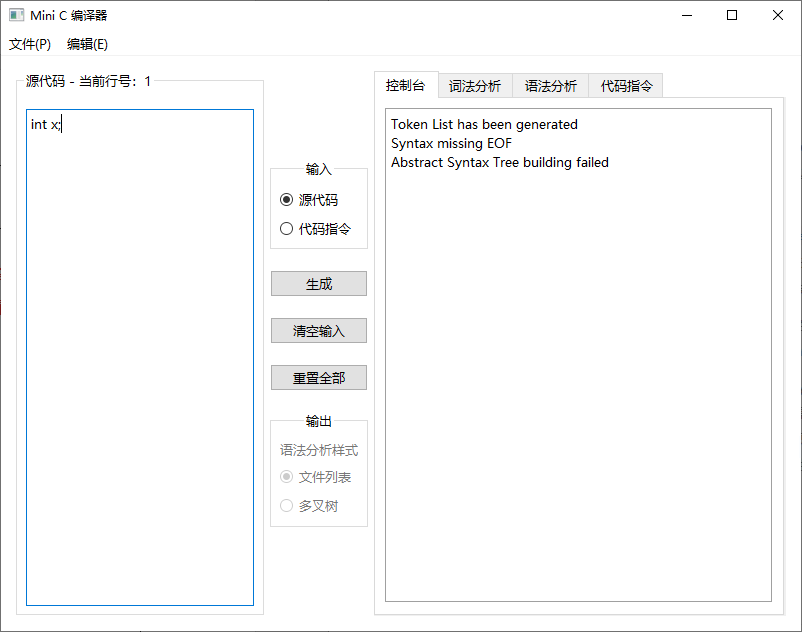 Mini C 编译器
文件(P) 编辑(E)
源代码 - 当前行号：1
int x;
输入
源代码
代码指令
生成
清空输入
重置全部
输出
语法分析样式
文件列表
多叉树
控制台 词法分析 语法分析 代码指令
Token List has been generated
Syntax missing EOF
Abstract Syntax Tree building failed